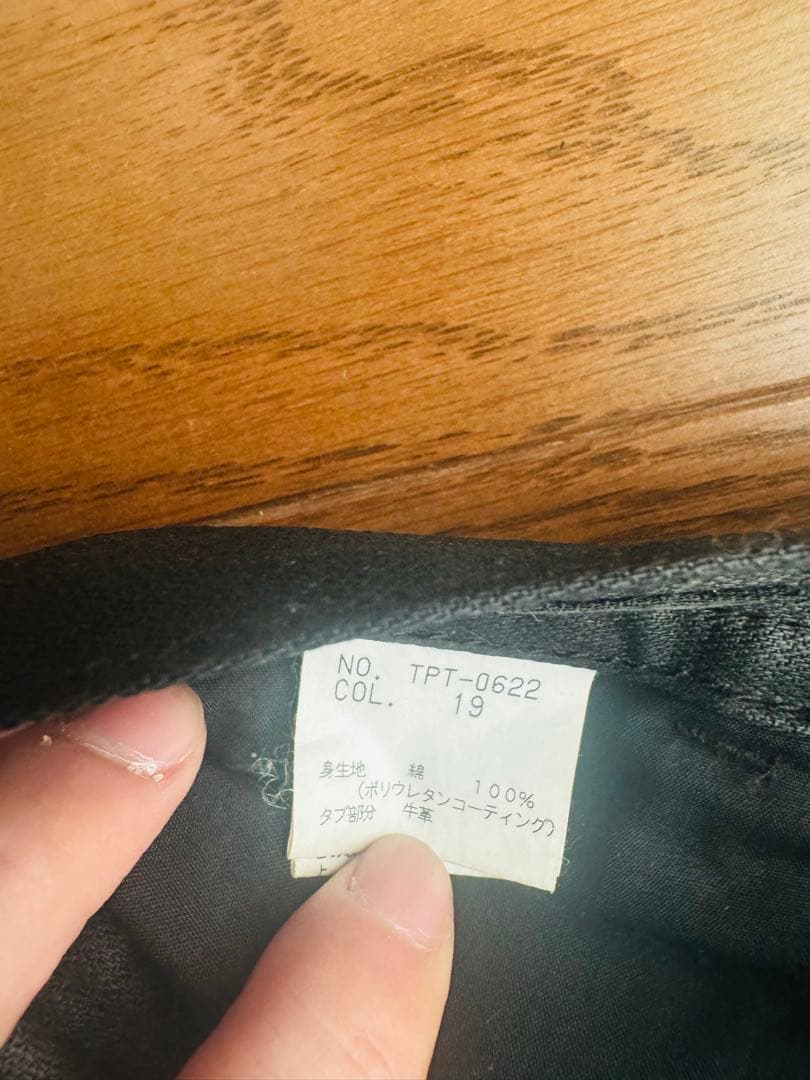 NO. TPT-0622
COL. 19
身生地 綿 100%
(ポリウレタンコーティング)
タブ部分 牛革